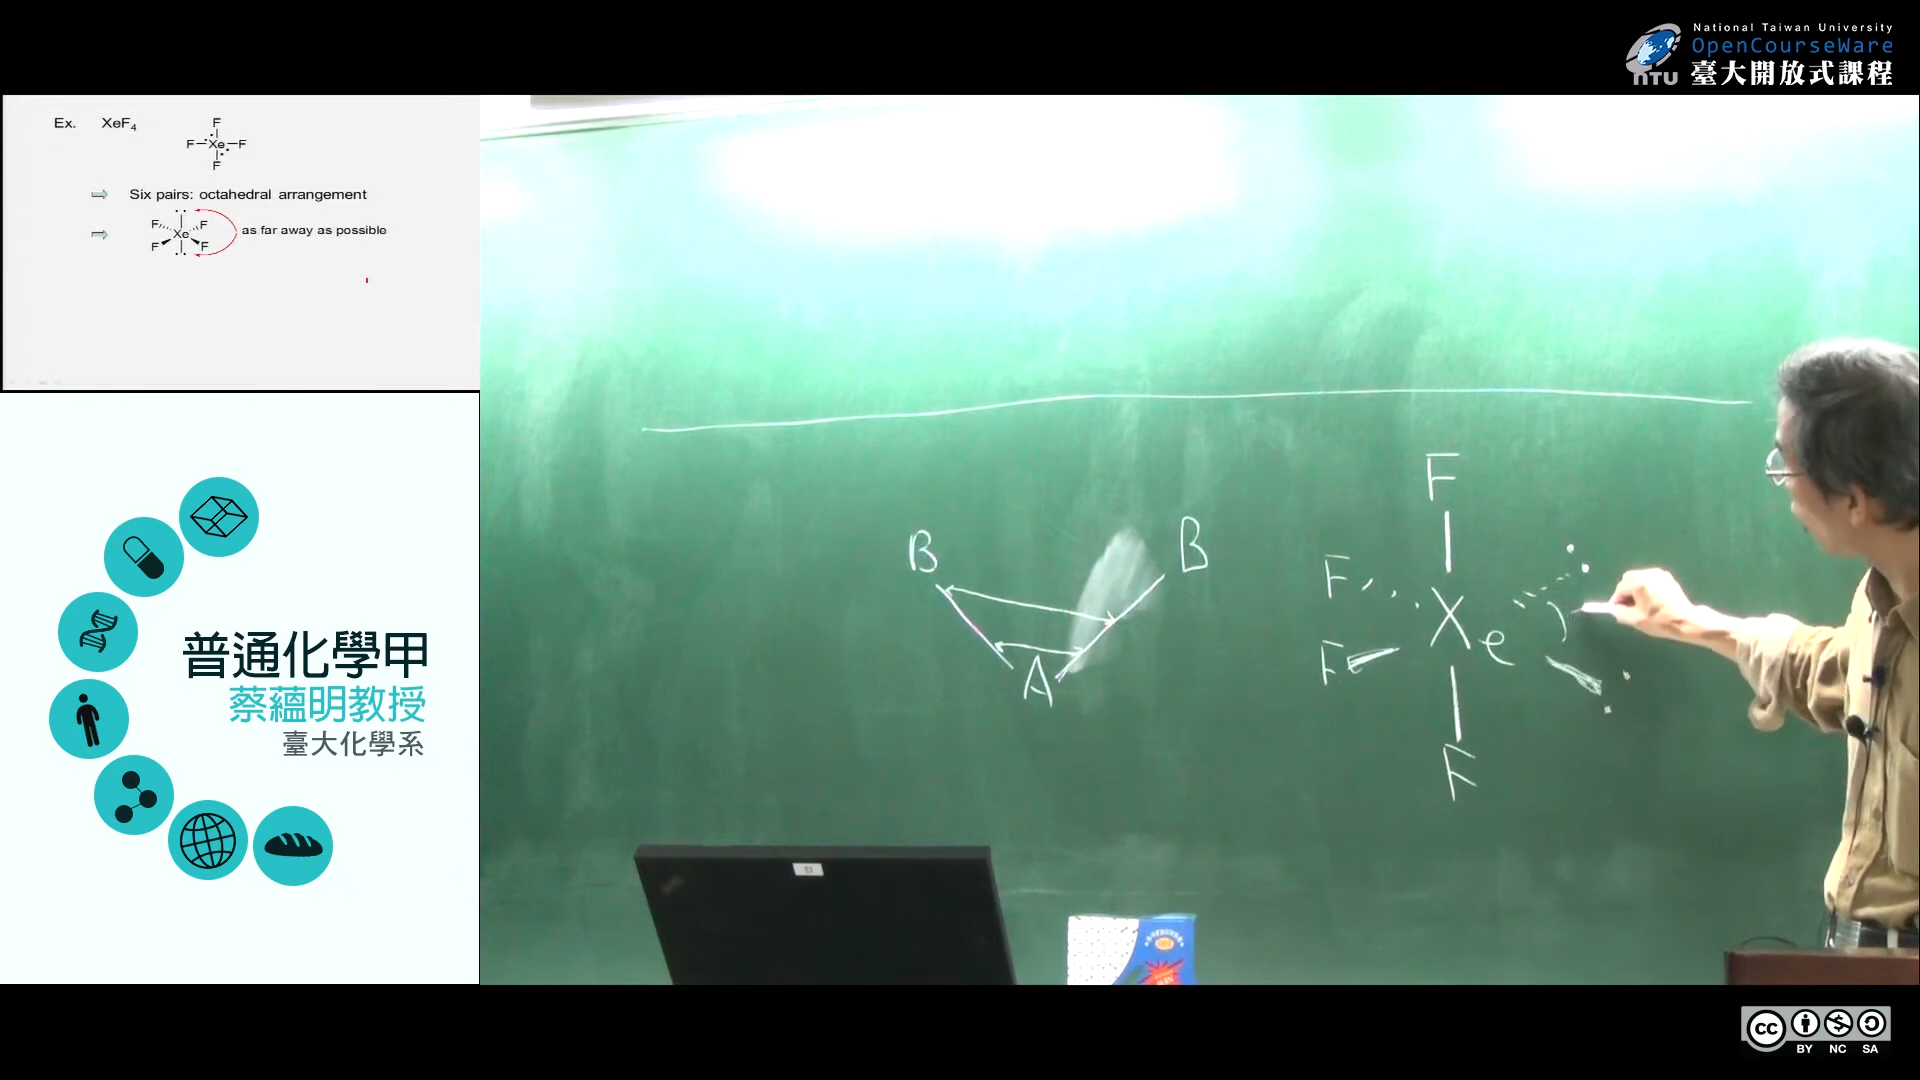 National Taiwan University
OpenCourseWare
NTU 臺大開放式課程
Ex. XeF4
F
F Xe F
F
Six pairs: octahedral arrangement
F F
Xe
F F
as far away as possible
普通化學甲
蔡蘊明教授
臺大化學系
B B
A
F
F
Xe
F
F
cc
BY NC SA